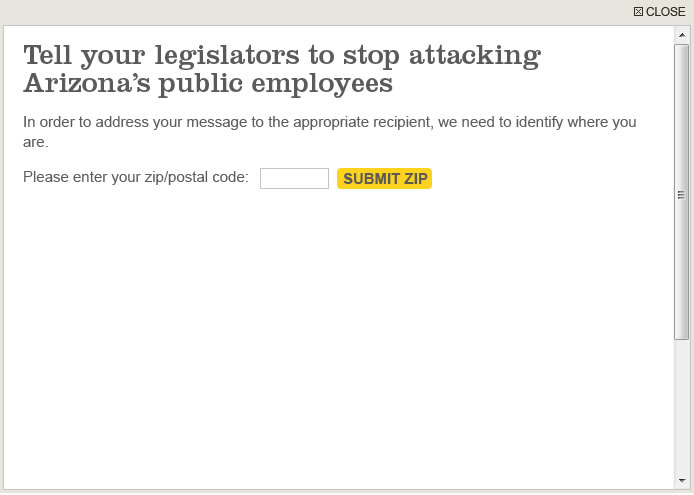 CLOSE
Tell your legislators to stop attacking
Arizona's public employees
In order to address your message to the appropriate recipient, we need to identify where you
are.
Please enter your zip/postal code: SUBMIT ZIP